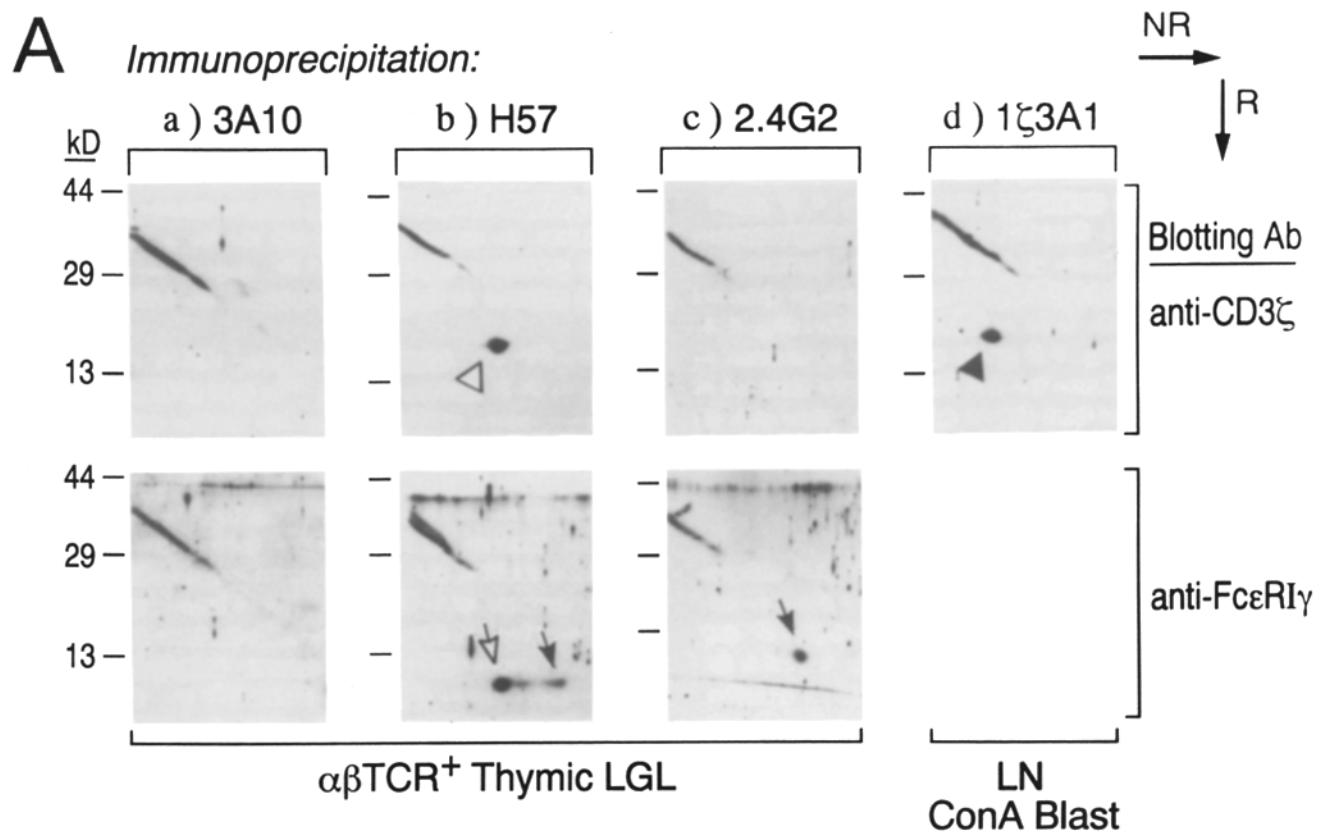 A
Immunoprecipitation:
NR
R
a ) 3A10
b ) H57
c ) 2.4G2
d ) 1ζ3A1
kD
44
29
13
Blotting Ab
anti-CD3ζ
44
29
13
anti-FcεRIγ
αβTCR⁺ Thymic LGL
LN
ConA Blast